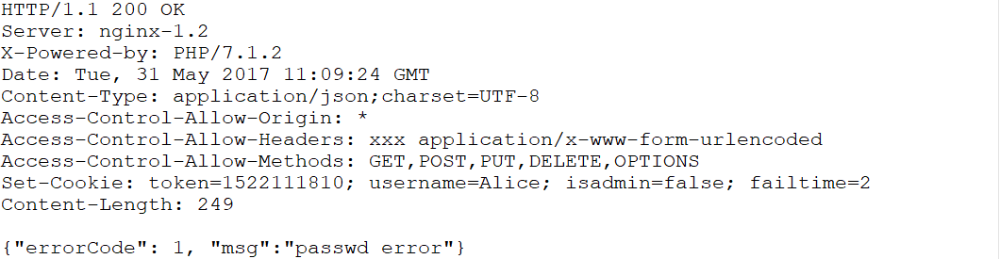 HTTP/1.1 200 OK
Server: nginx-1.2
X-Powered-by: PHP/7.1.2
Date: Tue, 31 May 2017 11:09:24 GMT
Content-Type: application/json;charset=UTF-8
Access-Control-Allow-Origin: *
Access-Control-Allow-Headers: xxx application/x-www-form-urlencoded
Access-Control-Allow-Methods: GET,POST,PUT,DELETE,OPTIONS
Set-Cookie: token=1522111810; username=Alice; isadmin=false; failtime=2
Content-Length: 249
{"errorCode": 1, "msg":"passwd error"}